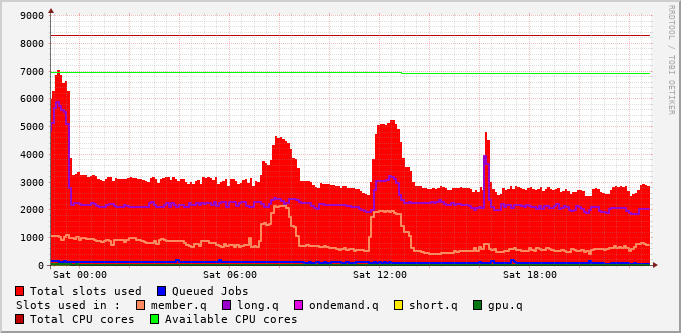 9000
8000
7000
6000
5000
4000
3000
2000
1000
0
Sat 00:00 Sat 06:00 Sat 12:00 Sat 18:00
RRDTOOL / TOBI OETIKER
Total slots used Queued Jobs
Slots used in : member.q long.q ondemand.q short.q gpu.q
Total CPU cores Available CPU cores